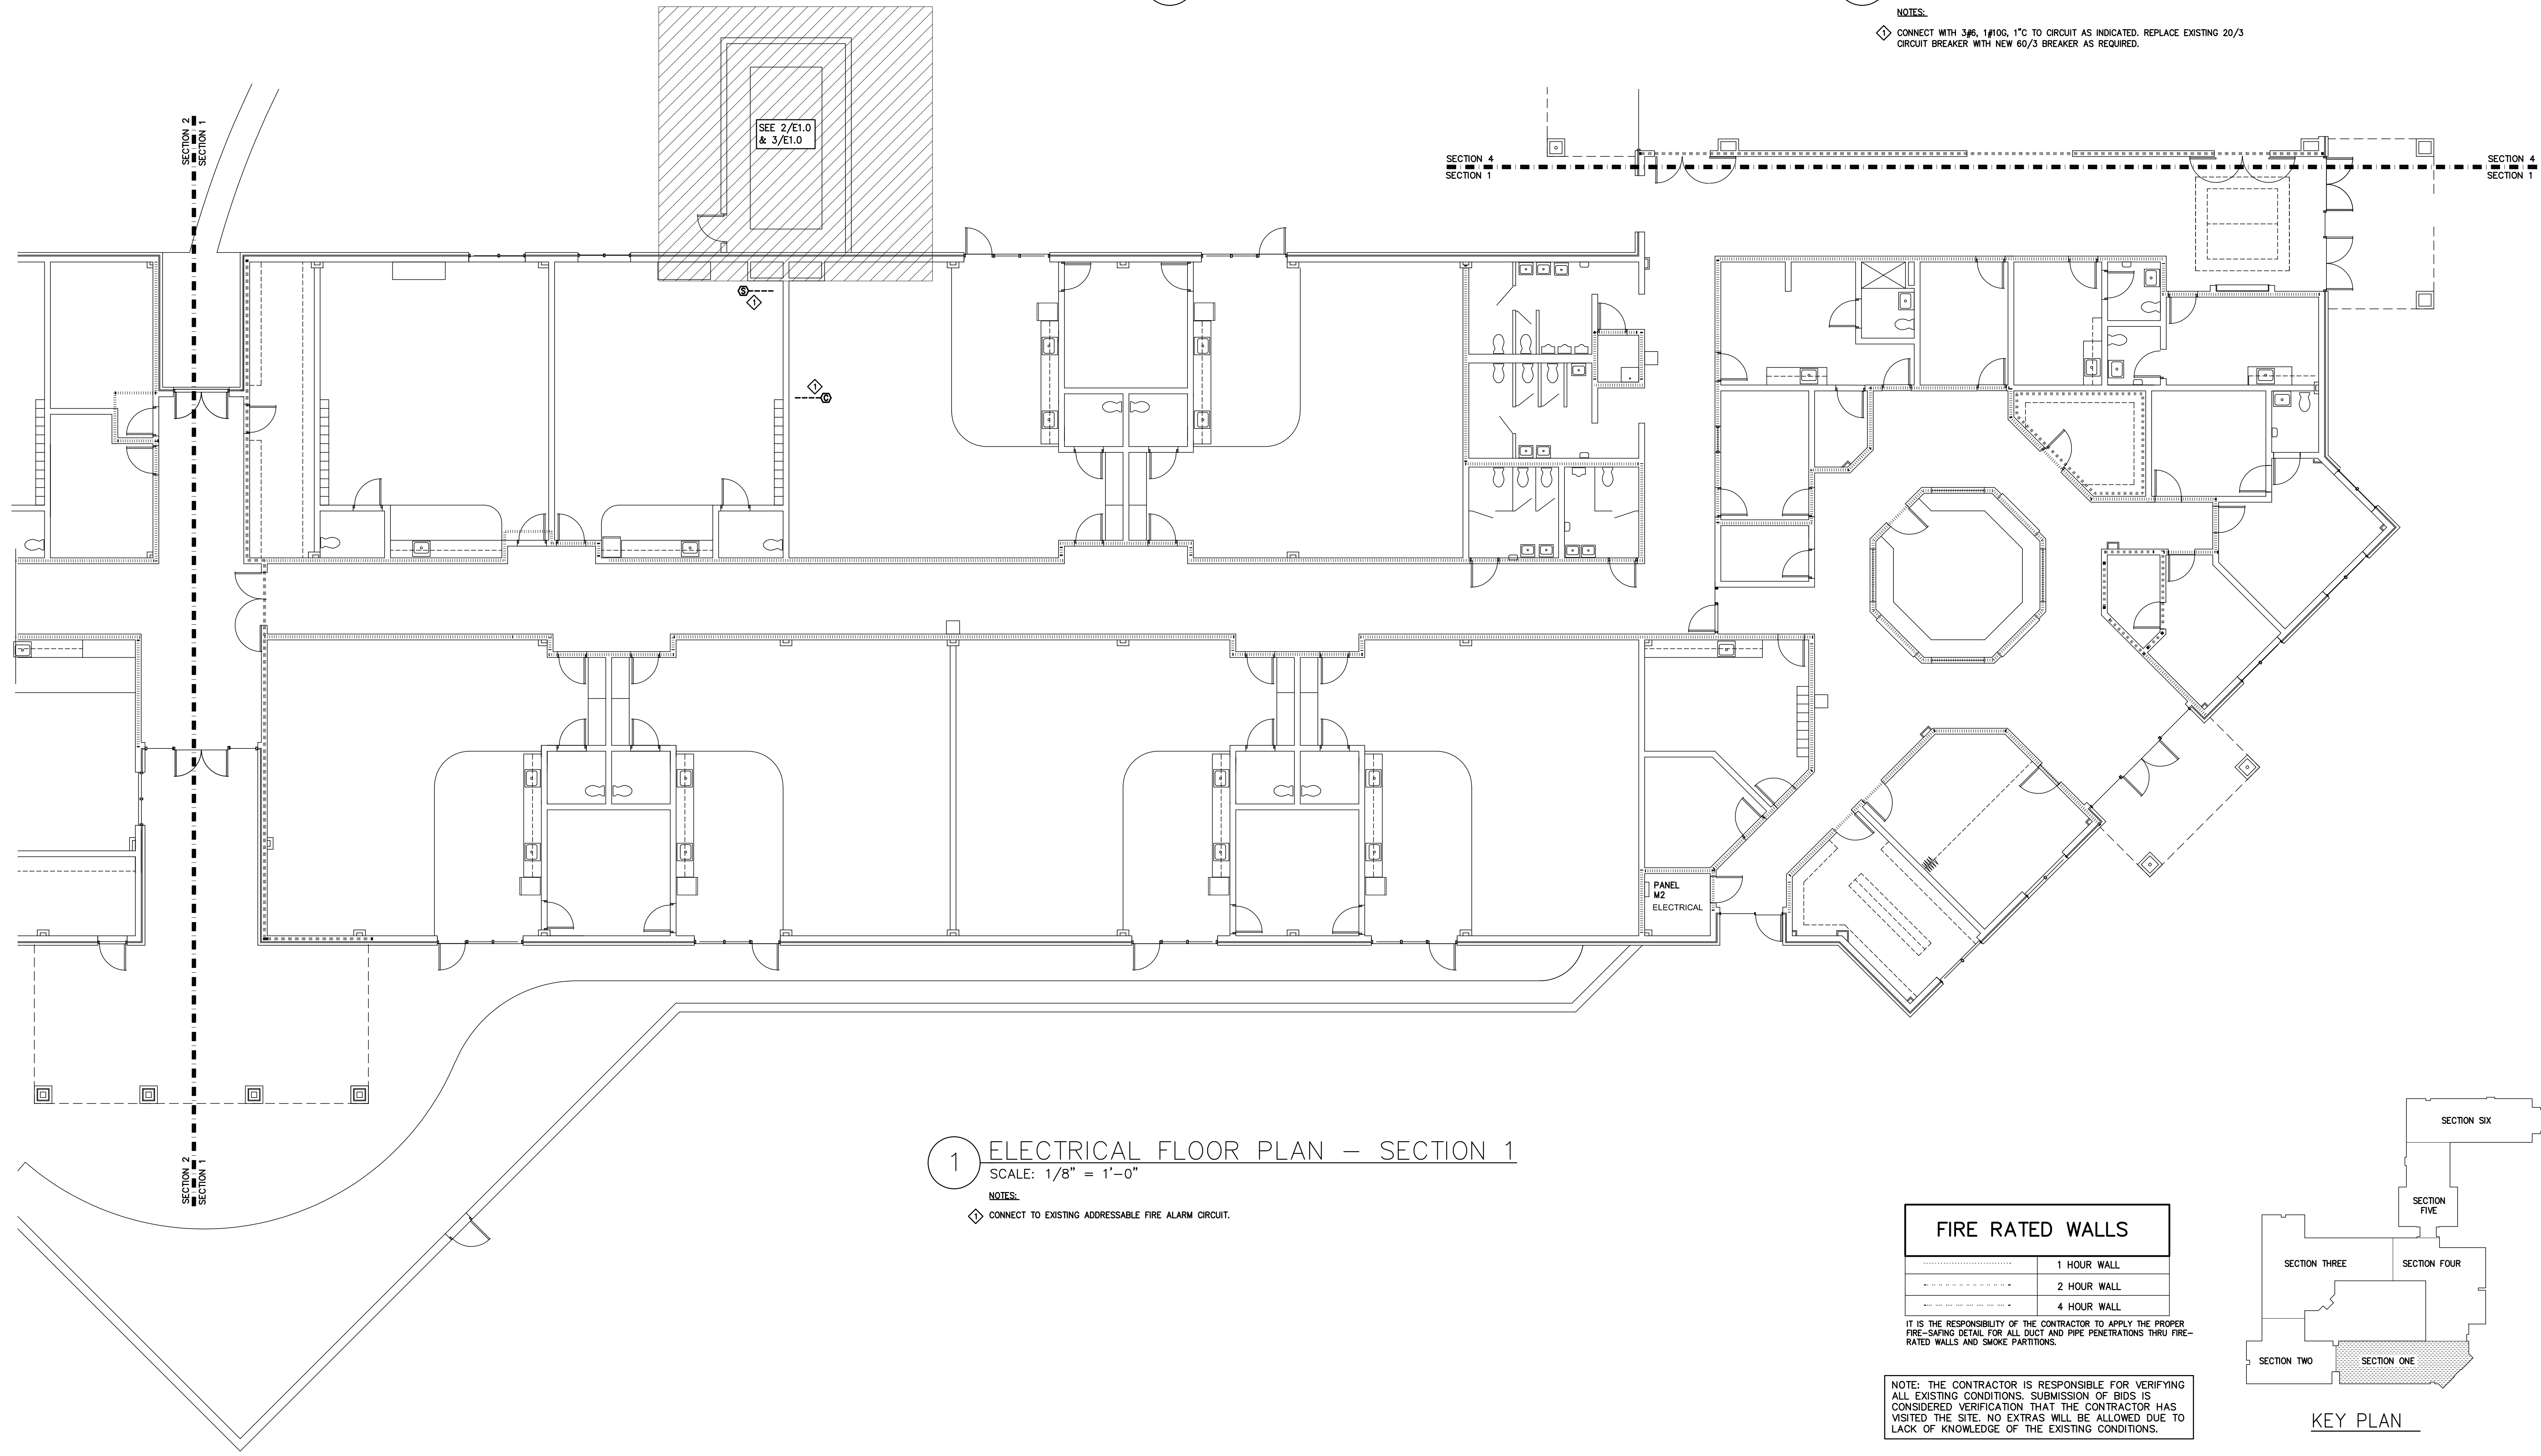 NOTES:
1 CONNECT WITH 3#6, 1#10G, 1"C TO CIRCUIT AS INDICATED. REPLACE EXISTING 20/3
CIRCUIT BREAKER WITH NEW 60/3 BREAKER AS REQUIRED.
SECTION 2
SECTION 1
SEE 2/E1.0
& 3/E1.0
SECTION 4
SECTION 1
SECTION 4
SECTION 1
S
1
1
C
PANEL
M2
ELECTRICAL
SECTION 2
SECTION 1
1
ELECTRICAL FLOOR PLAN – SECTION 1
SCALE: 1/8" = 1'-0"
NOTES:
1 CONNECT TO EXISTING ADDRESSABLE FIRE ALARM CIRCUIT.
FIRE RATED WALLS
1 HOUR WALL
2 HOUR WALL
4 HOUR WALL
IT IS THE RESPONSIBILITY OF THE CONTRACTOR TO APPLY THE PROPER
FIRE-SAFING DETAIL FOR ALL DUCT AND PIPE PENETRATIONS THRU FIRE-
RATED WALLS AND SMOKE PARTITIONS.
NOTE: THE CONTRACTOR IS RESPONSIBLE FOR VERIFYING
ALL EXISTING CONDITIONS. SUBMISSION OF BIDS IS
CONSIDERED VERIFICATION THAT THE CONTRACTOR HAS
VISITED THE SITE. NO EXTRAS WILL BE ALLOWED DUE TO
LACK OF KNOWLEDGE OF THE EXISTING CONDITIONS.
SECTION SIX
SECTION
FIVE
SECTION THREE
SECTION FOUR
SECTION TWO
SECTION ONE
KEY PLAN